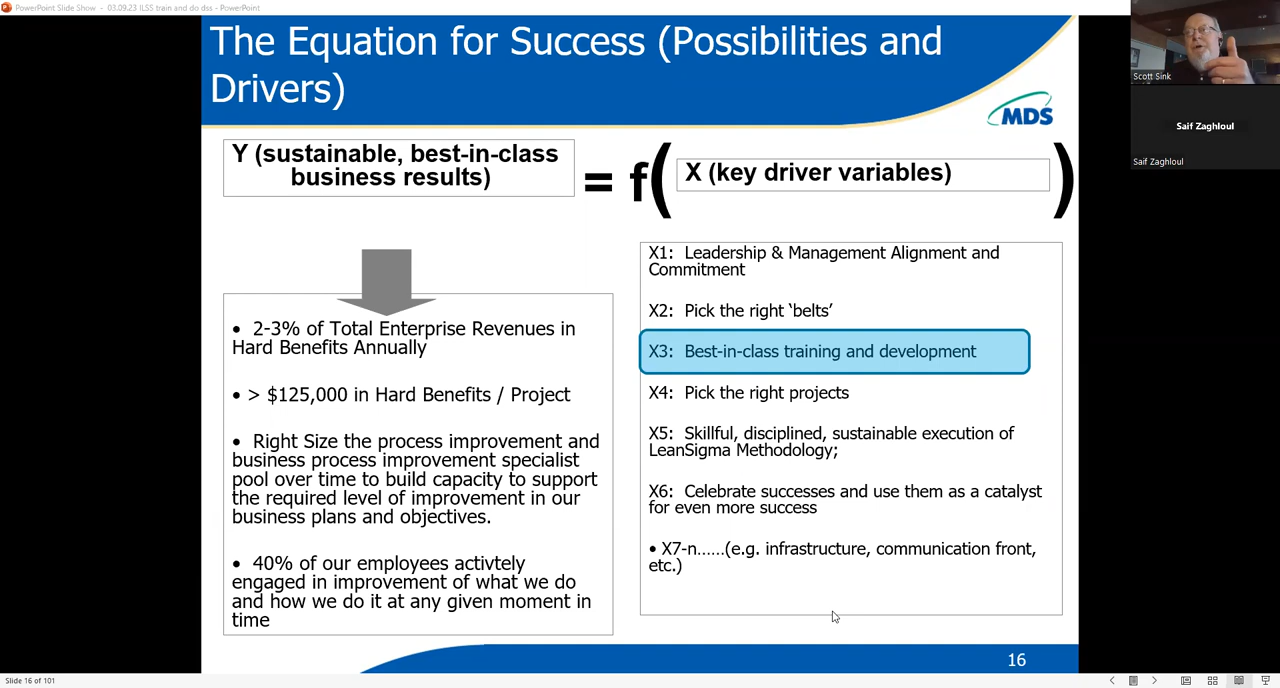 PowerPoint Slide Show - 03.09.23 ILSS train and do dss - PowerPoint
The Equation for Success (Possibilities and
Drivers)
MDS
Scott Sink
Saif Zaghloul
Saif Zaghloul
Y (sustainable, best-in-class
business results)
= f(
X (key driver variables)
)
• 2-3% of Total Enterprise Revenues in
Hard Benefits Annually
• > $125,000 in Hard Benefits / Project
• Right Size the process improvement and
business process improvement specialist
pool over time to build capacity to support
the required level of improvement in our
business plans and objectives.
• 40% of our employees activtely
engaged in improvement of what we do
and how we do it at any given moment in
time
X1: Leadership & Management Alignment and
Commitment
X2: Pick the right ‘belts’
X3: Best-in-class training and development
X4: Pick the right projects
X5: Skillful, disciplined, sustainable execution of
LeanSigma Methodology;
X6: Celebrate successes and use them as a catalyst
for even more success
• X7-n......(e.g. infrastructure, communication front,
etc.)
16
Slide 16 of 101